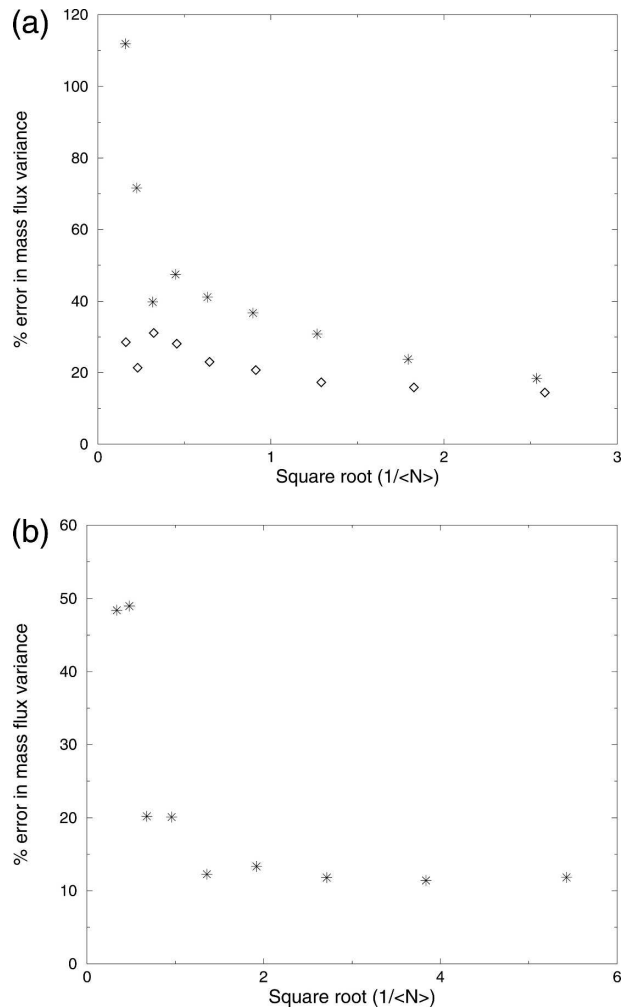 (a)
120
100
80
60
40
20
0
% error in mass flux variance
0 1 2 3
Square root (1/<N>)
(b)
60
50
40
30
20
10
0
% error in mass flux variance
0 2 4 6
Square root (1/<N>)